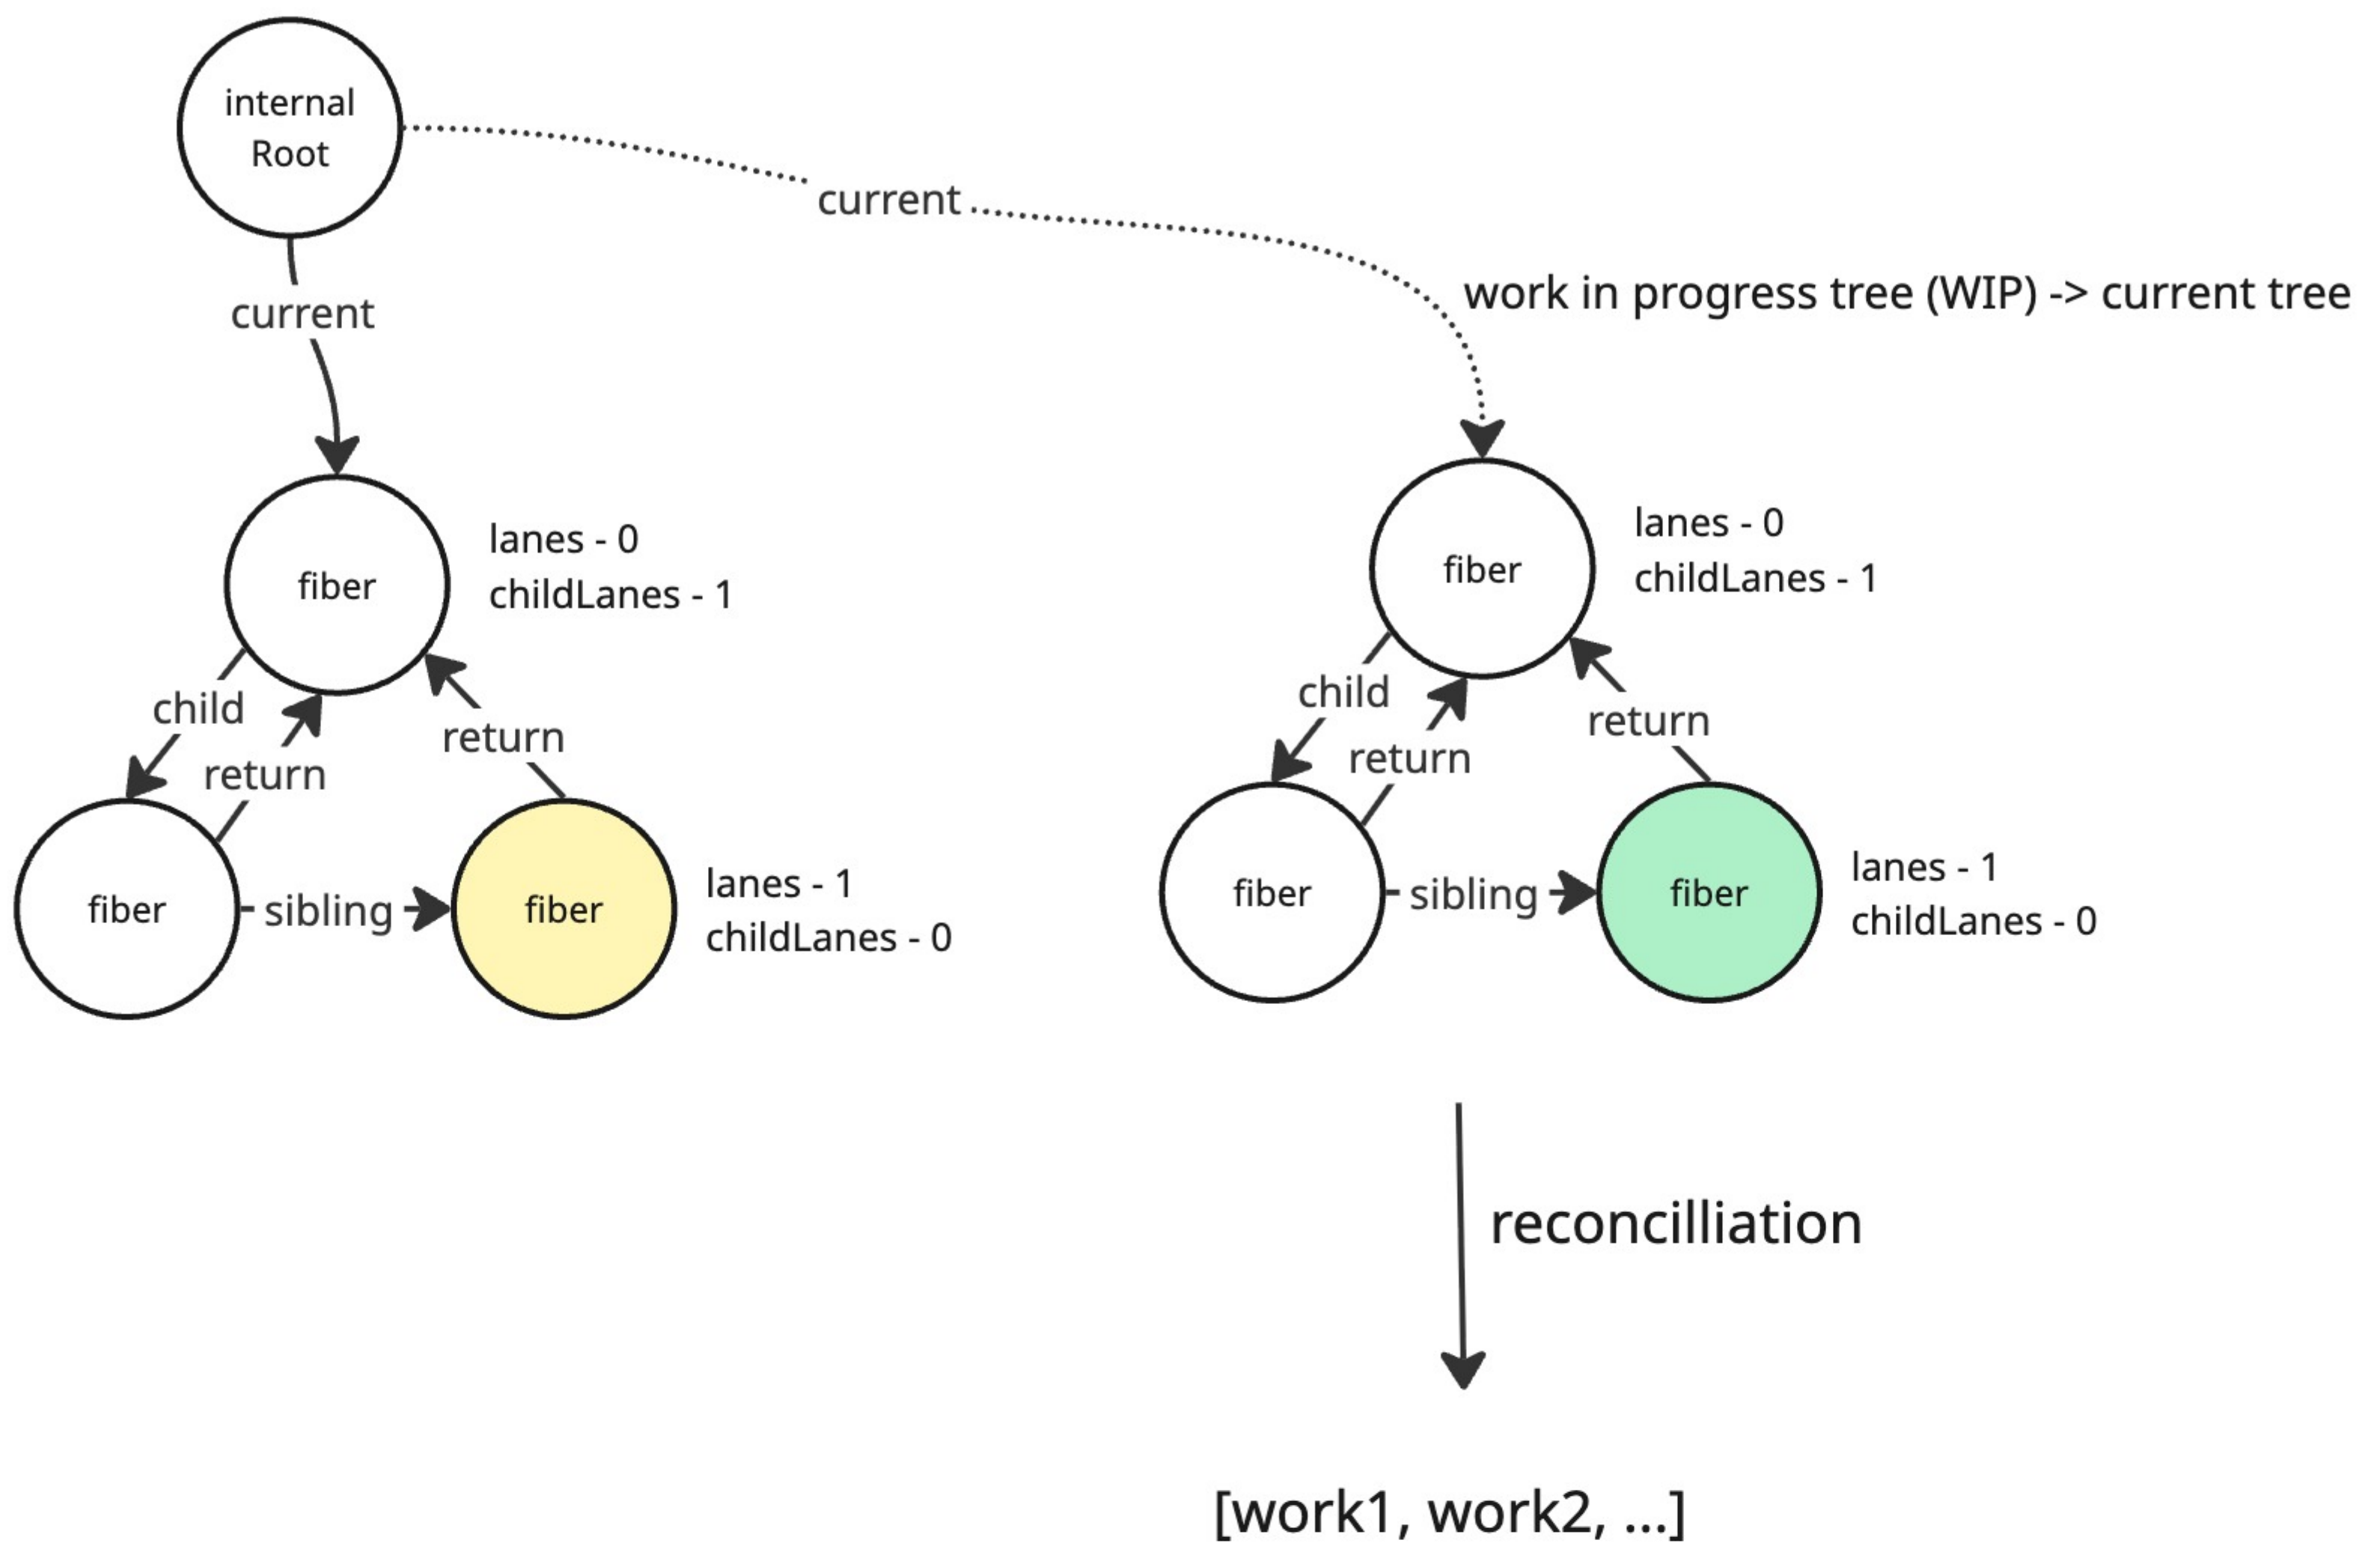 internal
Root
current
current
work in progress tree (WIP) -> current tree
fiber
lanes - 0
childLanes - 1
child
return
return
fiber
sibling
fiber
lanes - 1
childLanes - 0
fiber
lanes - 0
childLanes - 1
child
return
return
fiber
sibling
fiber
lanes - 1
childLanes - 0
reconcilliation
[work1, work2, ...]